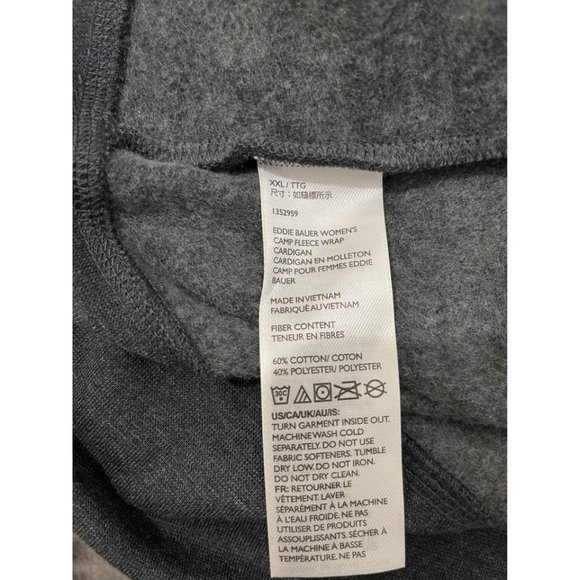 XXL / TTG
尺寸：如縫標所示
1352959
EDDIE BAUER WOMEN'S
CAMP FLEECE WRAP
CARDIGAN
CARDIGAN EN MOLLETON
CAMP POUR FEMMES EDDIE
BAUER
MADE IN VIETNAM
FABRIQUÉ AU VIETNAM
FIBER CONTENT
TENEUR EN FIBRES
60% COTTON/ COTON
40% POLYESTER/ POLYESTER
30C
US/CA/UK/AU/IS:
TURN GARMENT INSIDE OUT.
MACHINE WASH COLD
SEPARATELY. DO NOT USE
FABRIC SOFTENERS. TUMBLE
DRY LOW. DO NOT IRON.
DO NOT DRY CLEAN.
FR: RETOURNER LE
VÊTEMENT. LAVER
SÉPARÉMENT À LA MACHINE
À L'EAU FROIDE. NE PAS
UTILISER DE PRODUITS
ASSOUPLISSANTS. SÉCHER À
LA MACHINE À BASSE
TEMPÉRATURE. NE PAS